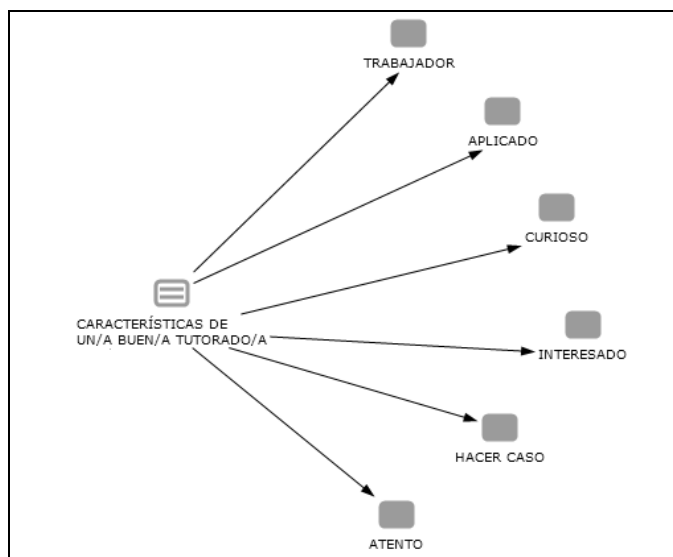 TRABAJADOR
APLICADO
CURIOSO
CARACTERÍSTICAS DE
UN/A BUEN/A TUTORADO/A
INTERESADO
HACER CASO
ATENTO